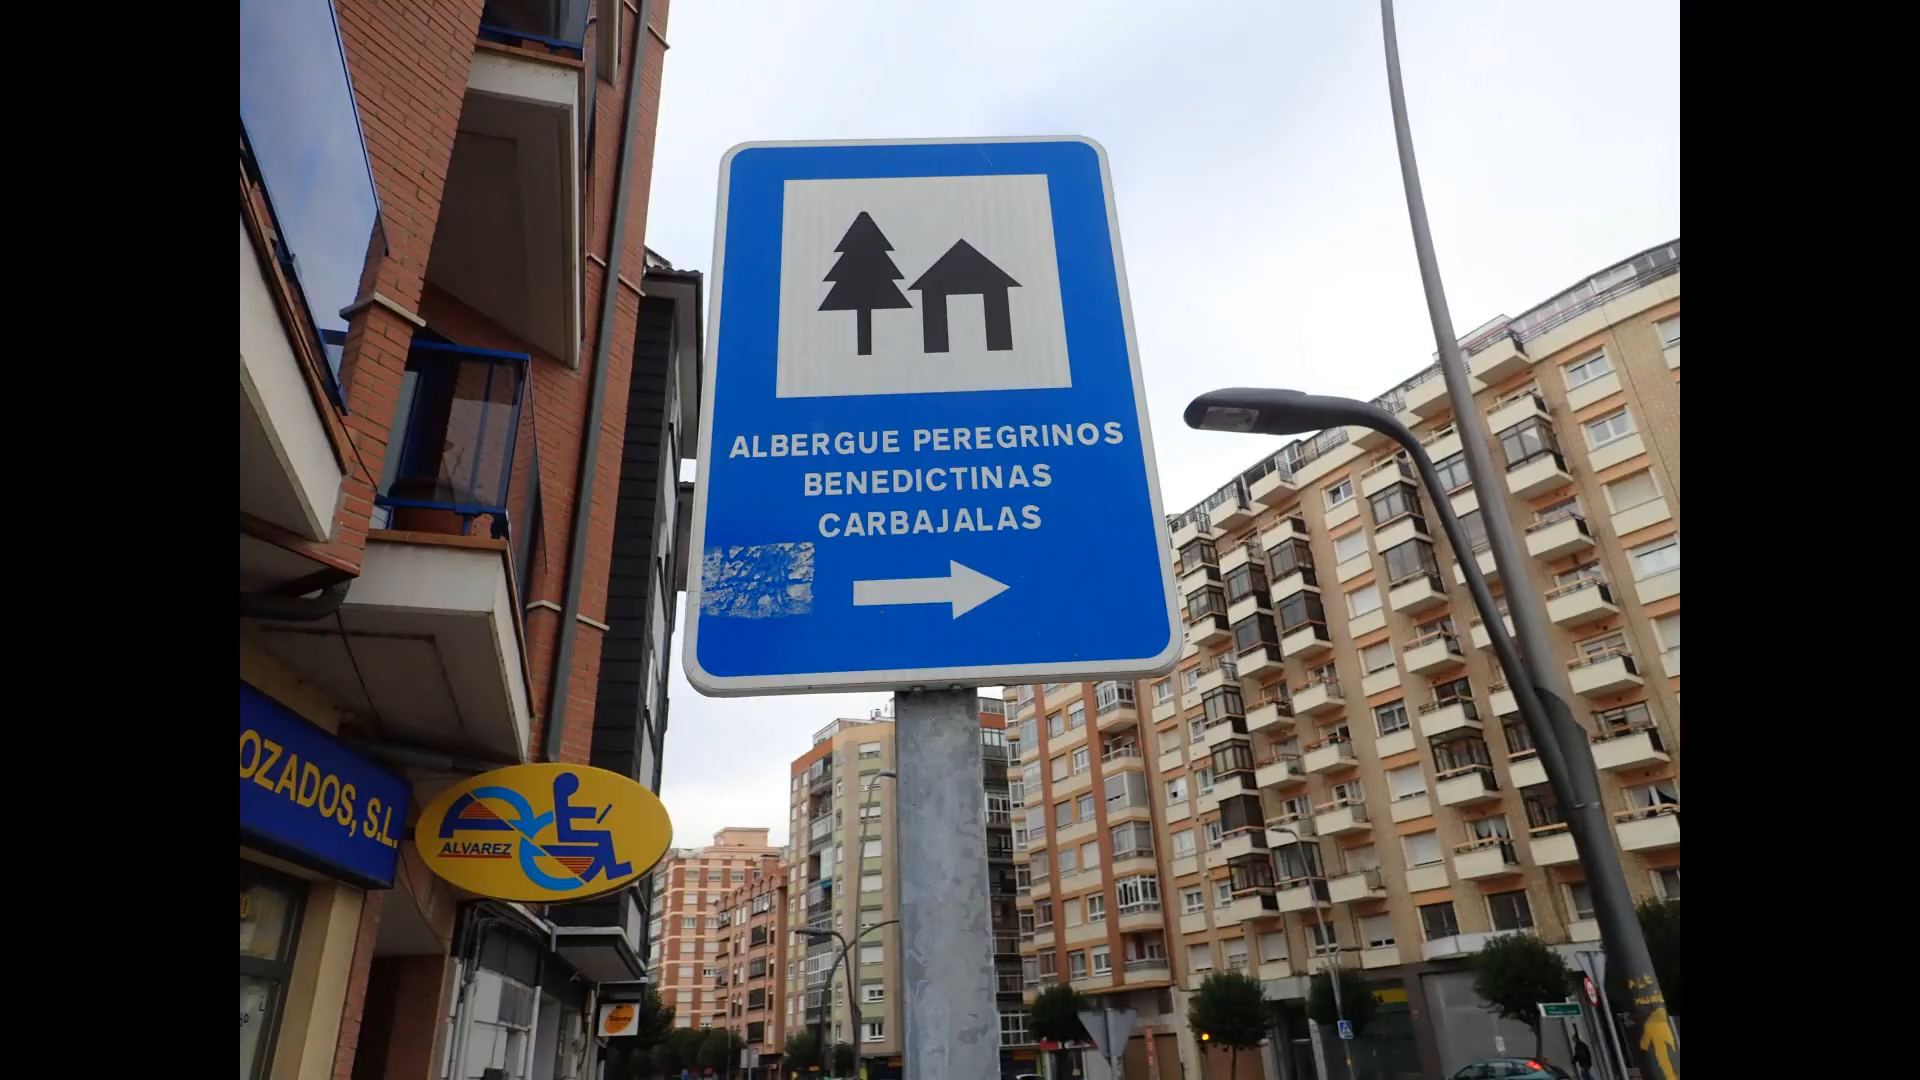 ALBERGUE PEREGRINOS
BENEDICTINAS
CARBAJALAS
OZADOS, S.L.
ALVAREZ